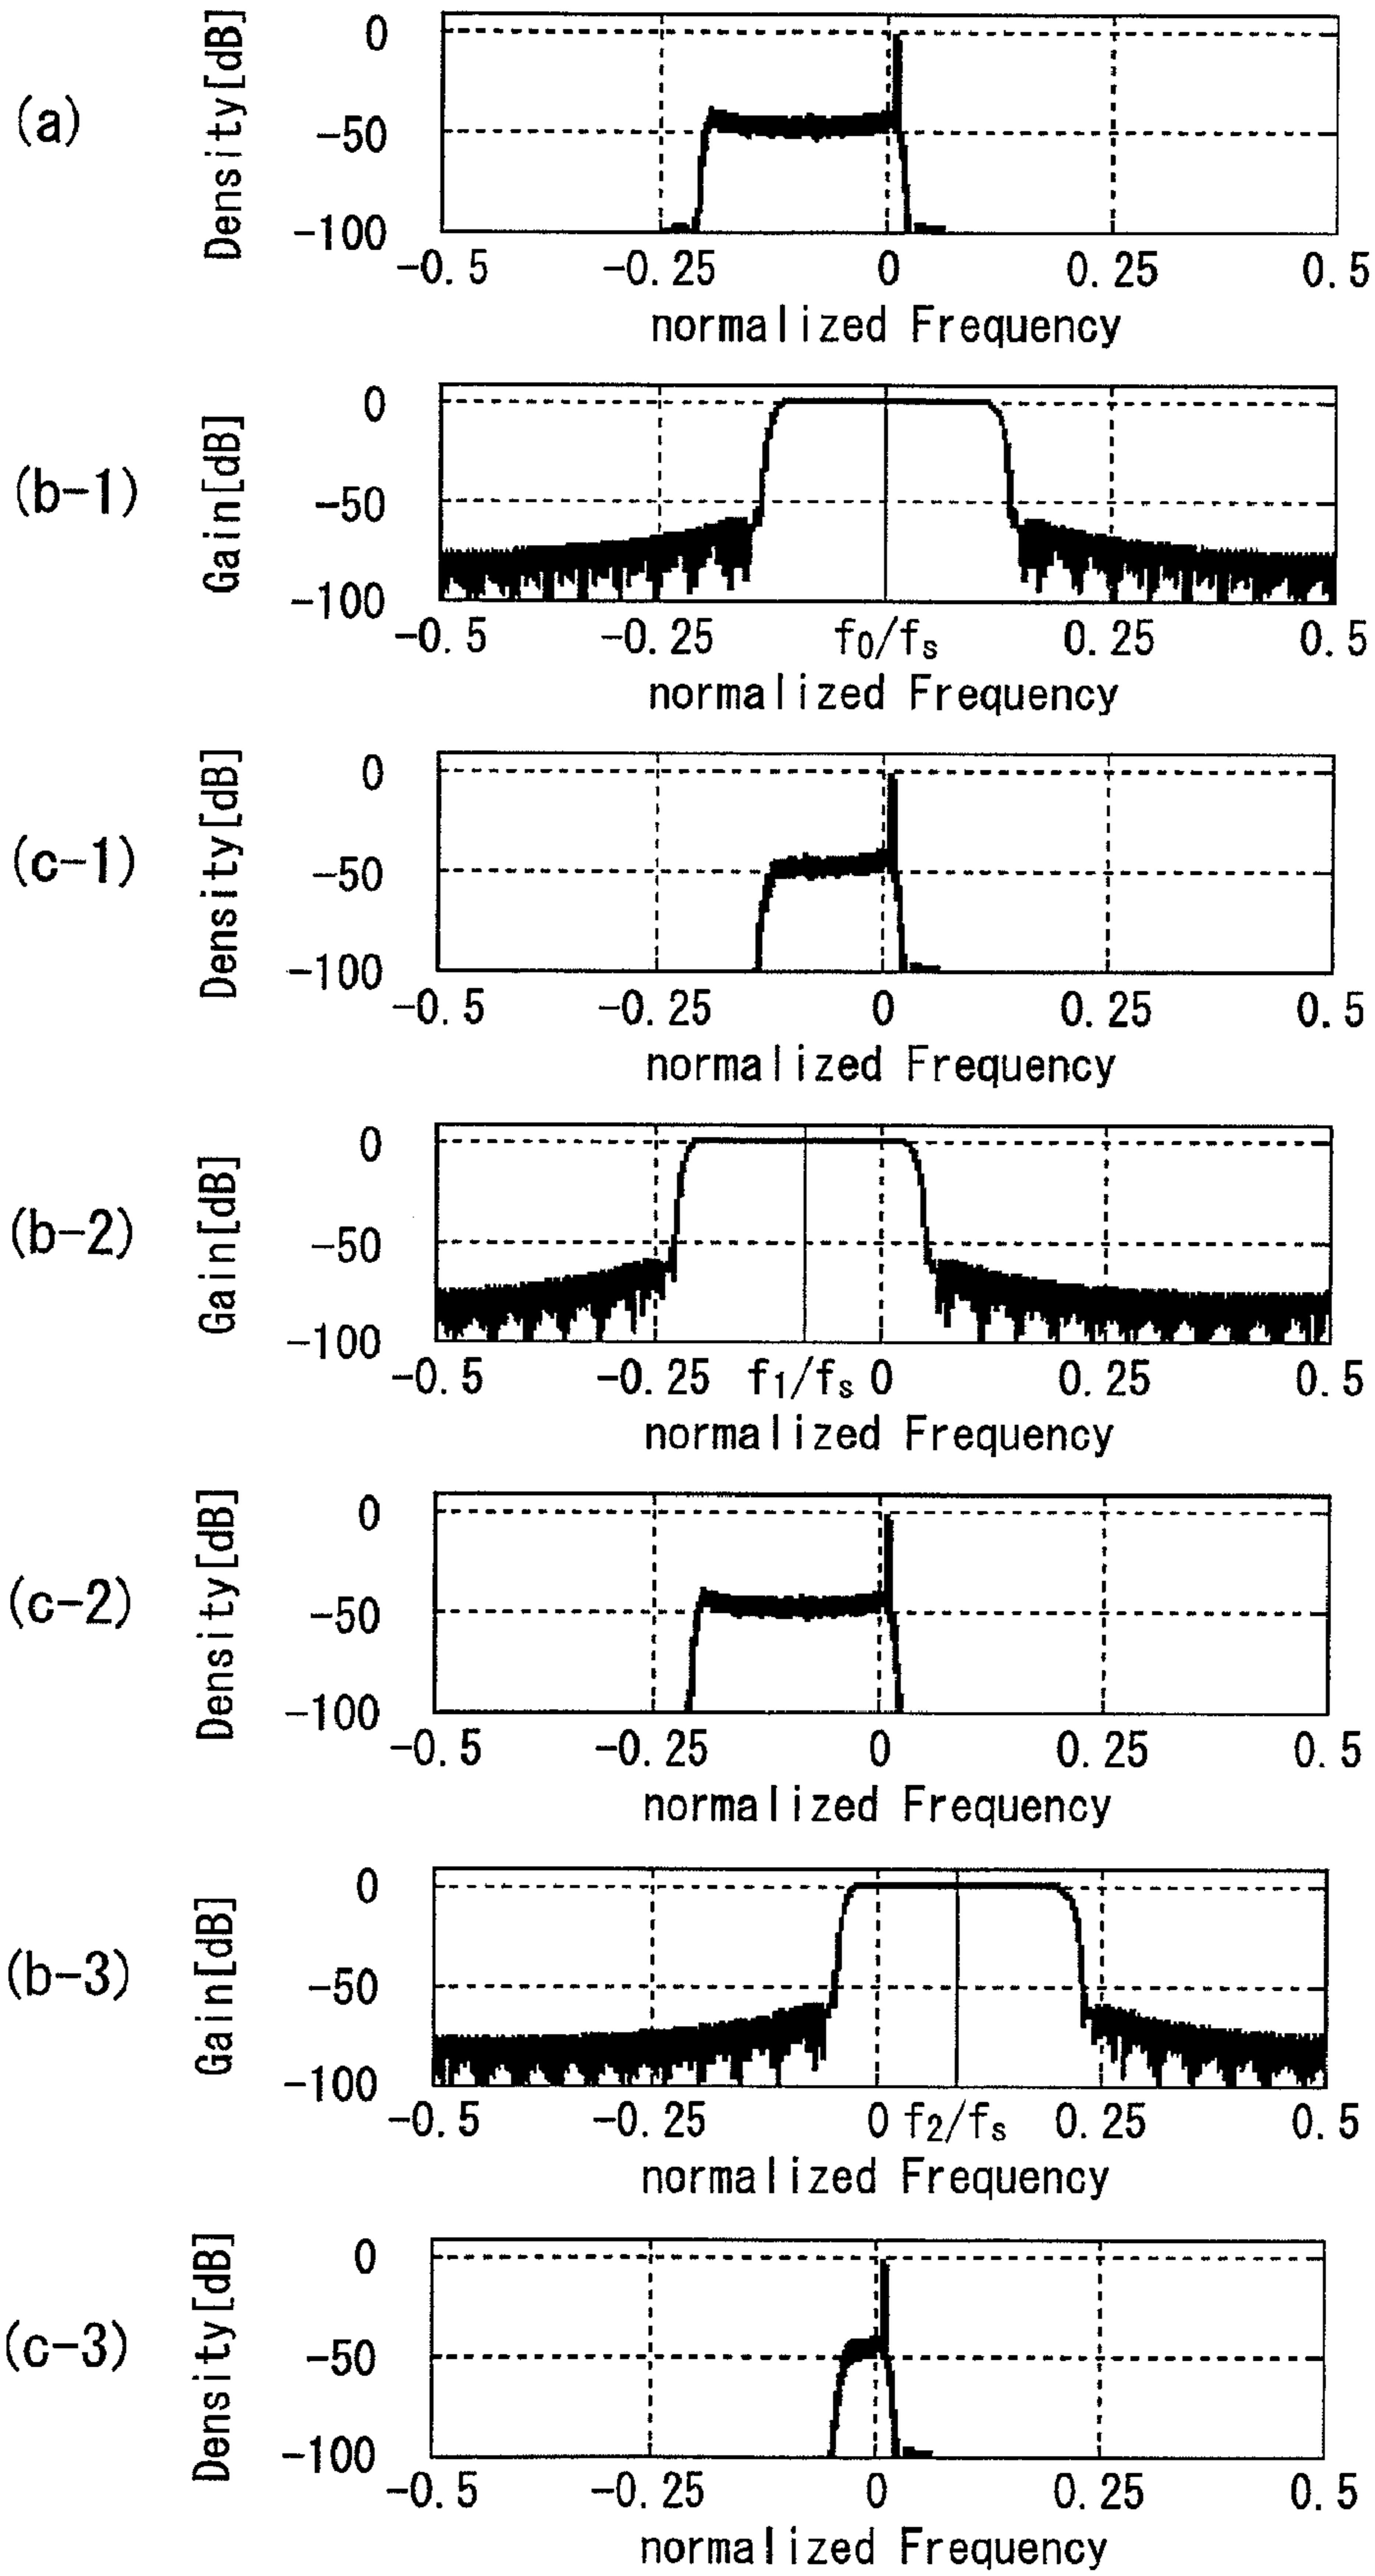 (a)
Density[dB]
0
-50
-100
-0.5 -0.25 0 0.25 0.5
normalized Frequency
(b-1)
Gain[dB]
0
-50
-100
-0.5 -0.25 f0/fs 0.25 0.5
normalized Frequency
(c-1)
Density[dB]
0
-50
-100
-0.5 -0.25 0 0.25 0.5
normalized Frequency
(b-2)
Gain[dB]
0
-50
-100
-0.5 -0.25 f1/fs 0 0.25 0.5
normalized Frequency
(c-2)
Density[dB]
0
-50
-100
-0.5 -0.25 0 0.25 0.5
normalized Frequency
(b-3)
Gain[dB]
0
-50
-100
-0.5 -0.25 0 f2/fs 0.25 0.5
normalized Frequency
(c-3)
Density[dB]
0
-50
-100
-0.5 -0.25 0 0.25 0.5
normalized Frequency